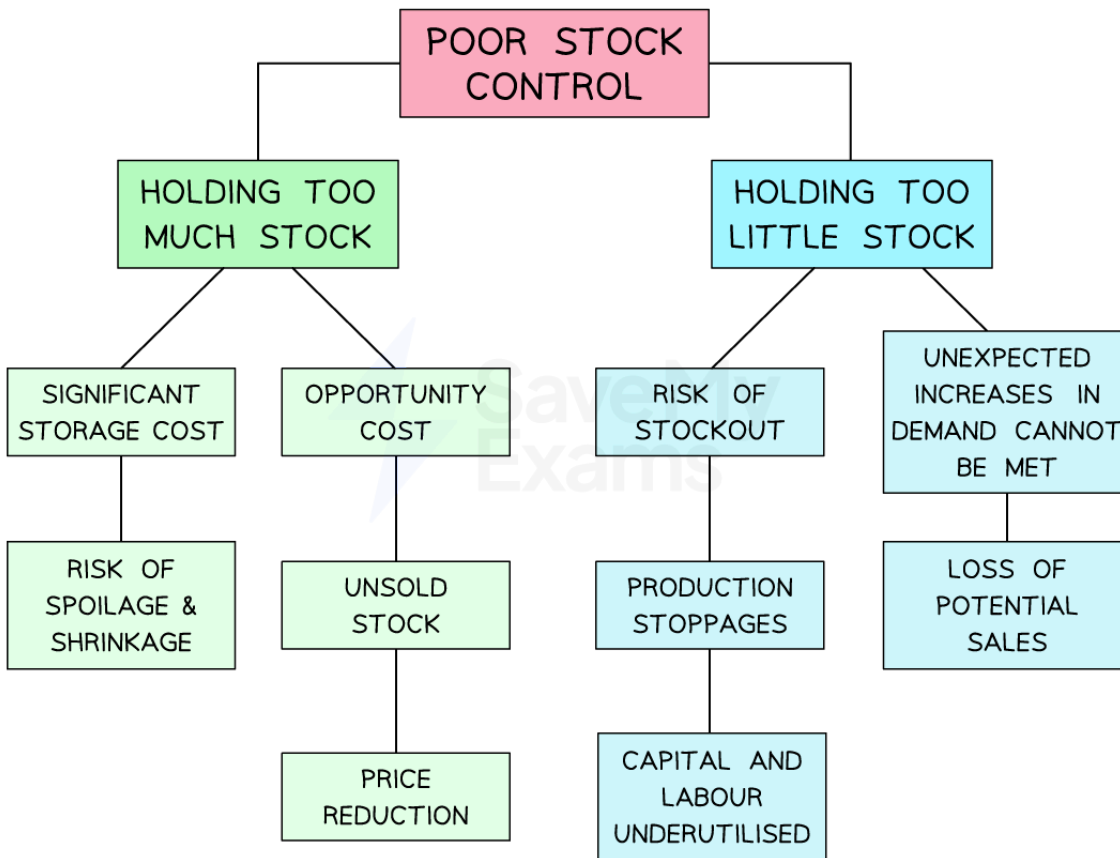 POOR STOCK
CONTROL
HOLDING TOO
MUCH STOCK
HOLDING TOO
LITTLE STOCK
SIGNIFICANT
STORAGE COST
OPPORTUNITY
COST
RISK OF
STOCKOUT
UNEXPECTED
INCREASES IN
DEMAND CANNOT
BE MET
RISK OF
SPOILAGE &
SHRINKAGE
UNSOLD
STOCK
PRODUCTION
STOPPAGES
LOSS OF
POTENTIAL
SALES
PRICE
REDUCTION
CAPITAL AND
LABOUR
UNDERUTILISED
SaveMy
Exams